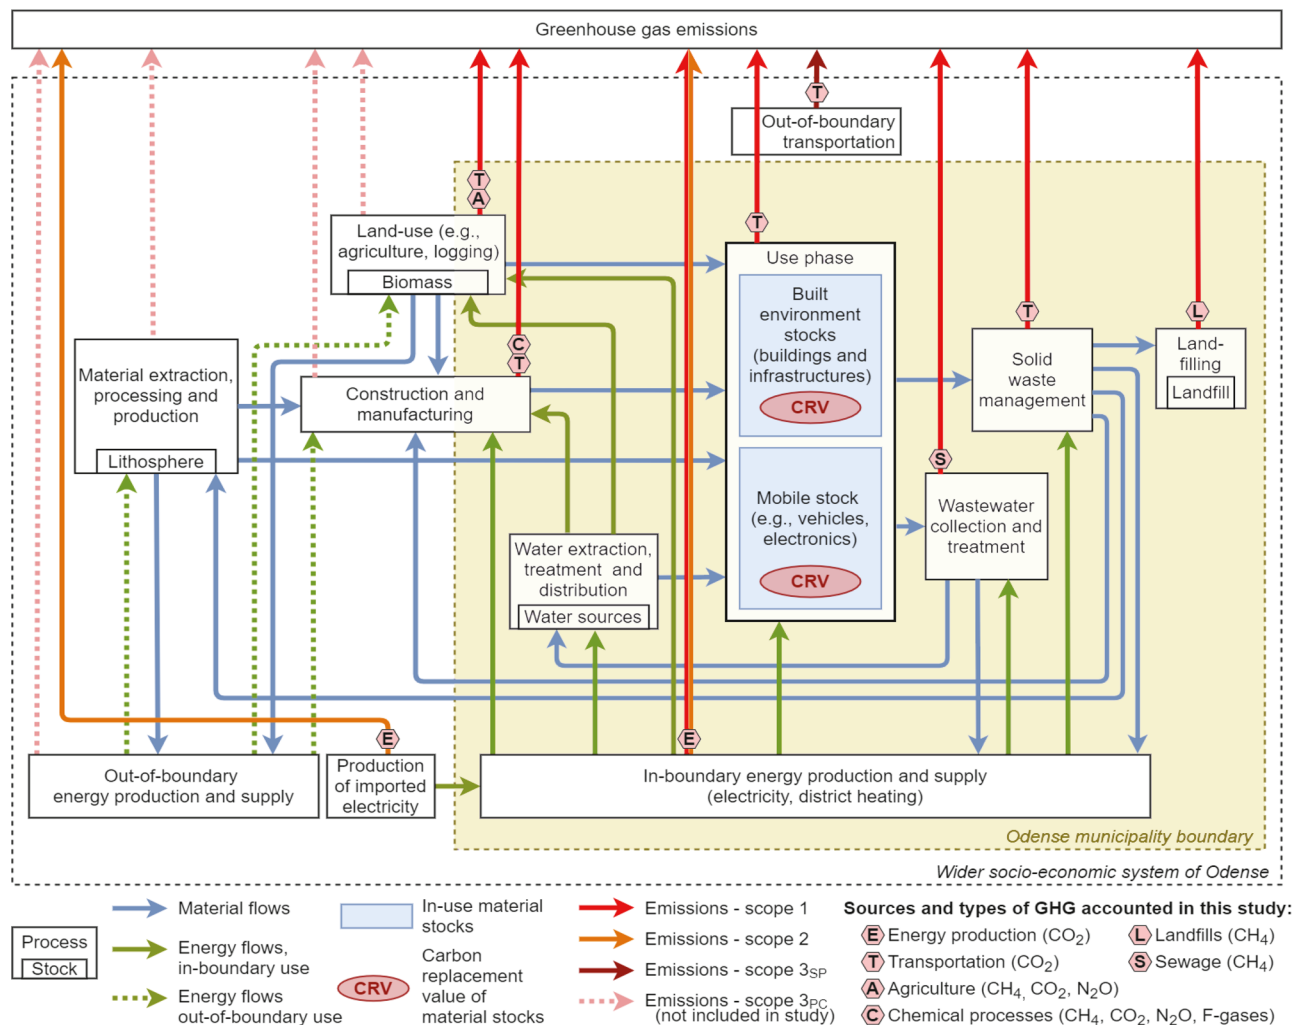 Greenhouse gas emissions
T
Out-of-boundary
transportation
T
A
T
Land-use (e.g.,
agriculture, logging)
Biomass
Use phase
Built
environment
stocks
(buildings and
infrastructures)
CRV
T
L
C
T
Solid
waste
management
Land-
filling
Landfill
Material extraction,
processing and
production
Lithosphere
Construction and
manufacturing
S
Mobile stock
(e.g., vehicles,
electronics)
CRV
Wastewater
collection and
treatment
Water extraction,
treatment and
distribution
Water sources
E
E
Out-of-boundary
energy production and supply
Production
of imported
electricity
In-boundary energy production and supply
(electricity, district heating)
Odense municipality boundary
Wider socio-economic system of Odense
Process
Stock
Material flows
Energy flows,
in-boundary use
Energy flows
out-of-boundary use
In-use material
stocks
CRV
Carbon
replacement
value of
material stocks
Emissions - scope 1
Emissions - scope 2
Emissions - scope 3SP
Emissions - scope 3PC
(not included in study)
Sources and types of GHG accounted in this study:
E Energy production (CO2)
L Landfills (CH4)
T Transportation (CO2)
S Sewage (CH4)
A Agriculture (CH4, CO2, N2O)
C Chemical processes (CH4, CO2, N2O, F-gases)